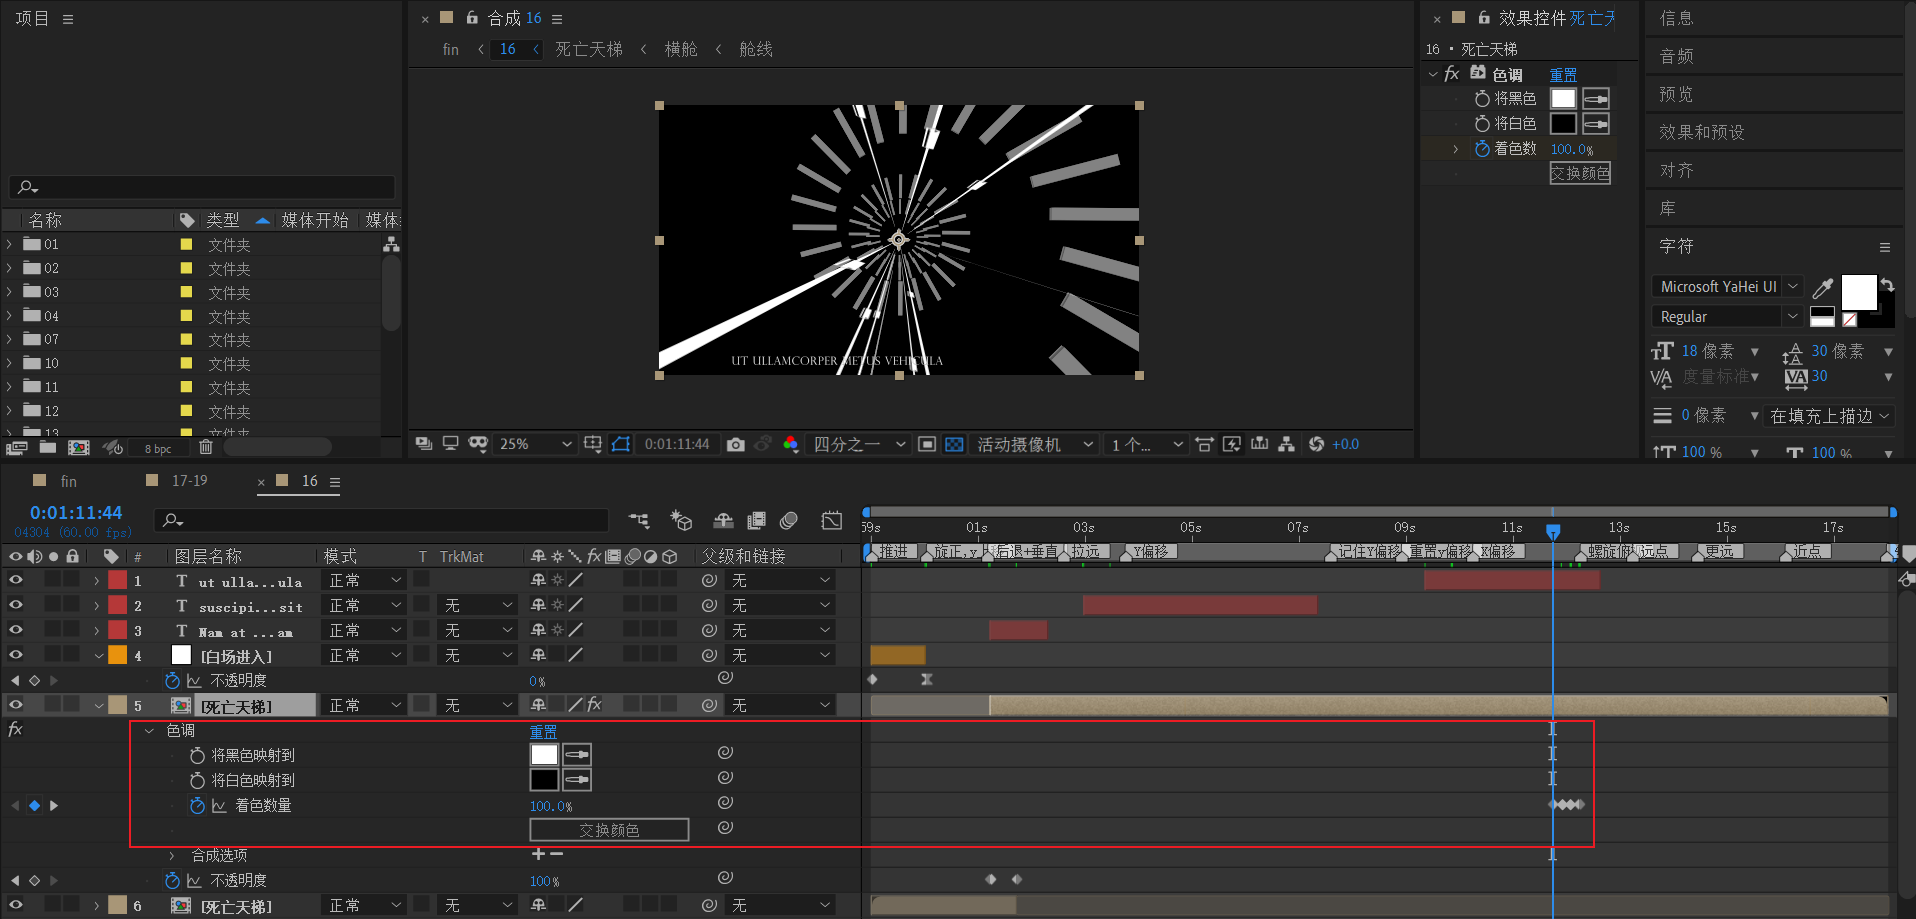 项目
名称
类型
媒体开始
01
文件夹
02
文件夹
03
文件夹
04
文件夹
07
文件夹
10
文件夹
11
文件夹
12
文件夹
13
文件夹
8 bpc
合成 16
fin
16
死亡天梯
横舱
舱线
UT ULLAMCORPER METUS VEHICULA
25%
0:01:11:44
四分之一
活动摄像机
1 个...
+0.0
效果控件 死亡天
16 • 死亡天梯
fx 色调 重置
将黑色
将白色
着色数 100.0%
交换颜色
信息
音频
预览
效果和预设
对齐
库
字符
Microsoft YaHei UI
Regular
18 像素
30 像素
度量标准
30
0 像素
在填充上描边
100 %
100 %
fin
17-19
16
0:01:11:44
04304 (60.00 fps)
01s
03s
05s
07s
09s
11s
13s
15s
17s
# 图层名称
模式
T TrkMat
父级和链接
推进
旋正,y
后退+垂直
拉远
Y偏移
记住Y偏移
重置y偏移
X偏移
螺旋俯
远点
更远
近点
1 T ut ulla...ula 正常 无
2 T suscipi...sit 正常 无 无
3 T Nam at ...am 正常 无 无
4 [白场进入] 正常 无 无
不透明度 0%
5 [死亡天梯] 正常 无 fx 无
fx
色调 重置
将黑色映射到
将白色映射到
着色数量 100.0%
交换颜色
合成选项 + −
不透明度 100%
6 [死亡天梯] 正常 无 无